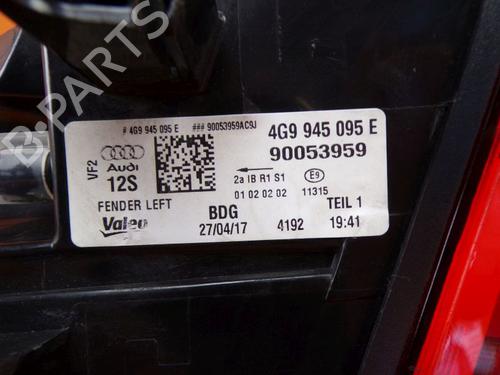 # 4G9 945 095 E ### 90053959AC9J
4G9 945 095 E
90053959
VF2
Audi
12S
2a IB R1 S1
E9
01 02 02 02
11315
FENDER LEFT
BDG
TEIL 1
Valeo
27/04/17
4192
19:41
B-Parts